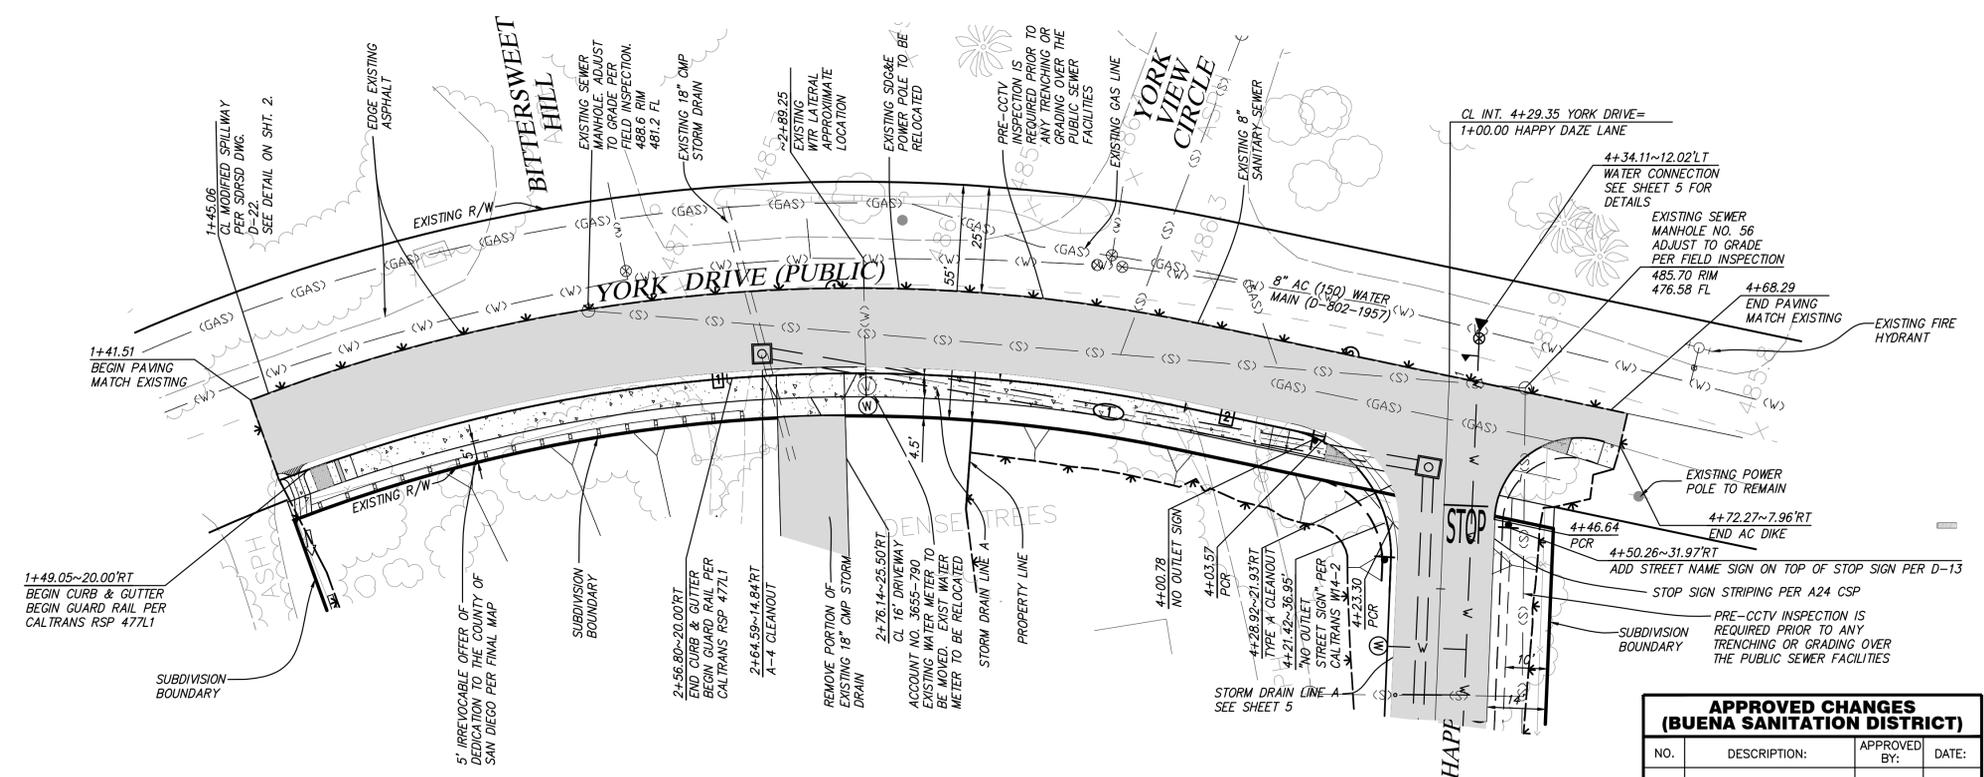 BITTERSWEET
HILL
YORK
VIEW
CIRCLE
YORK DRIVE (PUBLIC)
1+45.06
CL MODIFIED SPILLWAY
PER SDRSD DWG.
D-22.
SEE DETAIL ON SHT. 2.
EDGE EXISTING
ASPHALT
EXISTING SEWER
MANHOLE. ADJUST
TO GRADE PER
FIELD INSPECTION.
488.6 RIM
481.2 FL
EXISTING 18" CMP
STORM DRAIN
~2+89.25
EXISTING
WTR LATERAL
APPROXIMATE
LOCATION
EXISTING SDG&E
POWER POLE TO BE
RELOCATED
PRE-CCTV
INSPECTION IS
REQUIRED PRIOR TO
ANY TRENCHING OR
GRADING OVER THE
PUBLIC SEWER
FACILITIES
EXISTING GAS LINE
EXISTING 8"
SANITARY SEWER
CL INT. 4+29.35 YORK DRIVE=
1+00.00 HAPPY DAZE LANE
4+34.11~12.02'LT
WATER CONNECTION
SEE SHEET 5 FOR
DETAILS
EXISTING SEWER
MANHOLE NO. 56
ADJUST TO GRADE
PER FIELD INSPECTION
485.70 RIM
476.58 FL
4+68.29
END PAVING
MATCH EXISTING
EXISTING FIRE
HYDRANT
EXISTING R/W
8" AC (150) WATER
MAIN (D-802-1957)
55'
25'
1+41.51
BEGIN PAVING
MATCH EXISTING
EXISTING R/W
5'
4.5'
1
2
1
W
DENSE TREES
ASPH
1+49.05~20.00'RT
BEGIN CURB & GUTTER
BEGIN GUARD RAIL PER
CALTRANS RSP 477L1
SUBDIVISION
BOUNDARY
5' IRREVOCABLE OFFER OF
DEDICATION TO THE COUNTY OF
SAN DIEGO PER FINAL MAP
SUBDIVISION
BOUNDARY
2+56.80~20.00'RT
END CURB & GUTTER
BEGIN GUARD RAIL PER
CALTRANS RSP 477L1
2+64.59~14.84'RT
A-4 CLEANOUT
REMOVE PORTION OF
EXISTING 18" CMP STORM
DRAIN
2+76.14~25.50'RT
CL 16' DRIVEWAY
ACCOUNT NO. 3655-790
EXISTING WATER METER TO
BE MOVED. EXIST WATER
METER TO BE RELOCATED
STORM DRAIN LINE A
PROPERTY LINE
4+00.78
NO OUTLET SIGN
4+03.57
PCR
4+28.92~21.93'RT
TYPE A CLEANOUT
4+21.42~36.95'
"NO OUTLET
STREET SIGN" PER
CALTRANS W14-2
4+23.30
PCR
STORM DRAIN LINE A
SEE SHEET 5
STOP
HAPP
EXISTING POWER
POLE TO REMAIN
4+72.27~7.96'RT
END AC DIKE
4+46.64
PCR
4+50.26~31.97'RT
ADD STREET NAME SIGN ON TOP OF STOP SIGN PER D-13
STOP SIGN STRIPING PER A24 CSP
PRE-CCTV INSPECTION IS
REQUIRED PRIOR TO ANY
TRENCHING OR GRADING OVER
THE PUBLIC SEWER FACILITIES
SUBDIVISION
BOUNDARY
10'
14'
APPROVED CHANGES
(BUENA SANITATION DISTRICT)
NO. DESCRIPTION: APPROVED BY: DATE: